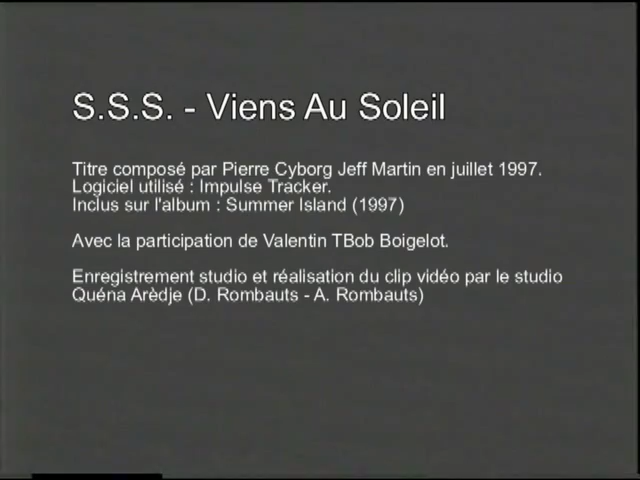 S.S.S. - Viens Au Soleil
Titre composé par Pierre Cyborg Jeff Martin en juillet 1997.
Logiciel utilisé : Impulse Tracker.
Inclus sur l'album : Summer Island (1997)
Avec la participation de Valentin TBob Boigelot.
Enregistrement studio et réalisation du clip vidéo par le studio
Quéna Arèdje (D. Rombauts - A. Rombauts)